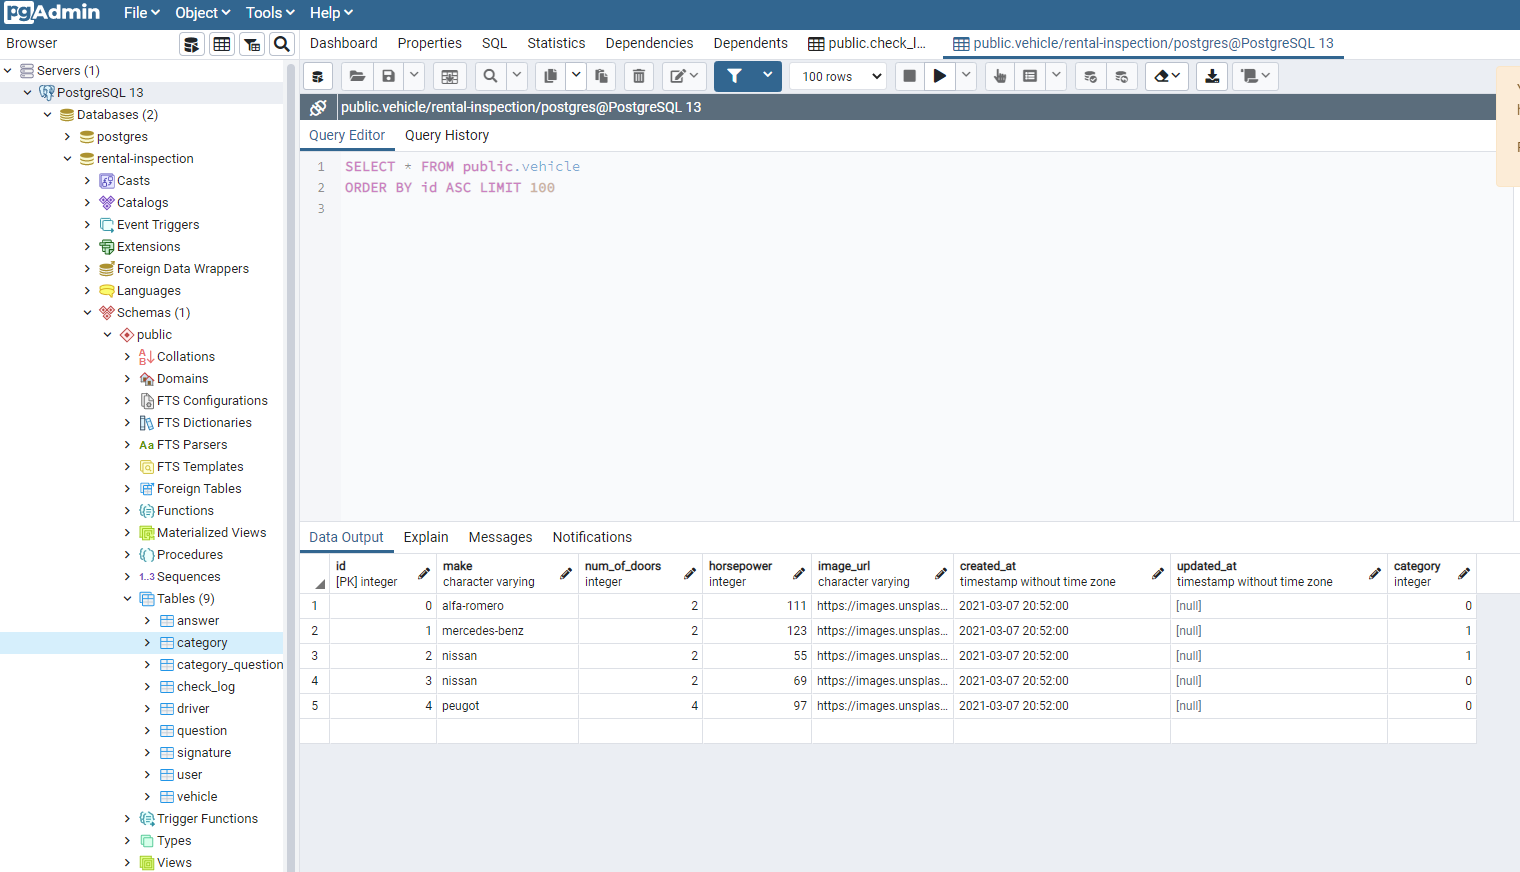 pgAdmin File Object Tools Help
Browser
Dashboard Properties SQL Statistics Dependencies Dependents public.check_l... public.vehicle/rental-inspection/postgres@PostgreSQL 13
Servers (1)
PostgreSQL 13
Databases (2)
postgres
rental-inspection
Casts
Catalogs
Event Triggers
Extensions
Foreign Data Wrappers
Languages
Schemas (1)
public
Collations
Domains
FTS Configurations
FTS Dictionaries
Aa FTS Parsers
FTS Templates
Foreign Tables
Functions
Materialized Views
Procedures
1..3 Sequences
Tables (9)
answer
category
category_question
check_log
driver
question
signature
user
vehicle
Trigger Functions
Types
Views
100 rows
public.vehicle/rental-inspection/postgres@PostgreSQL 13
Query Editor Query History
1 SELECT * FROM public.vehicle
2 ORDER BY id ASC LIMIT 100
3
Data Output Explain Messages Notifications
id make num_of_doors horsepower image_url created_at updated_at category
[PK] integer character varying integer integer character varying timestamp without time zone timestamp without time zone integer
1 0 alfa-romero 2 111 https://images.unsplas... 2021-03-07 20:52:00 [null] 0
2 1 mercedes-benz 2 123 https://images.unsplas... 2021-03-07 20:52:00 [null] 1
3 2 nissan 2 55 https://images.unsplas... 2021-03-07 20:52:00 [null] 1
4 3 nissan 2 69 https://images.unsplas... 2021-03-07 20:52:00 [null] 0
5 4 peugot 4 97 https://images.unsplas... 2021-03-07 20:52:00 [null] 0